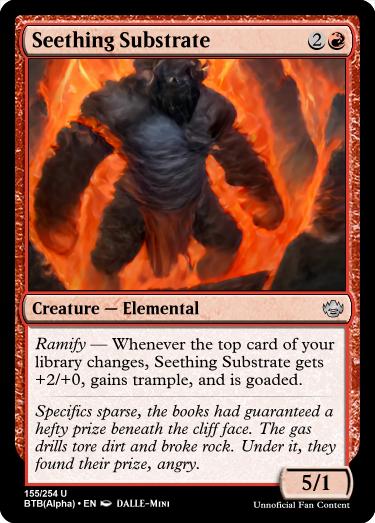 Seething Substrate 2
Creature — Elemental
Ramify — Whenever the top card of your
library changes, Seething Substrate gets
+2/+0, gains trample, and is goaded.
Specifics sparse, the books had guaranteed a
hefty prize beneath the cliff face. The gas
drills tore dirt and broke rock. Under it, they
found their prize, angry.
5/1
155/254 U
BTB(Alpha) • EN DALLE-Mini
Unofficial Fan Content